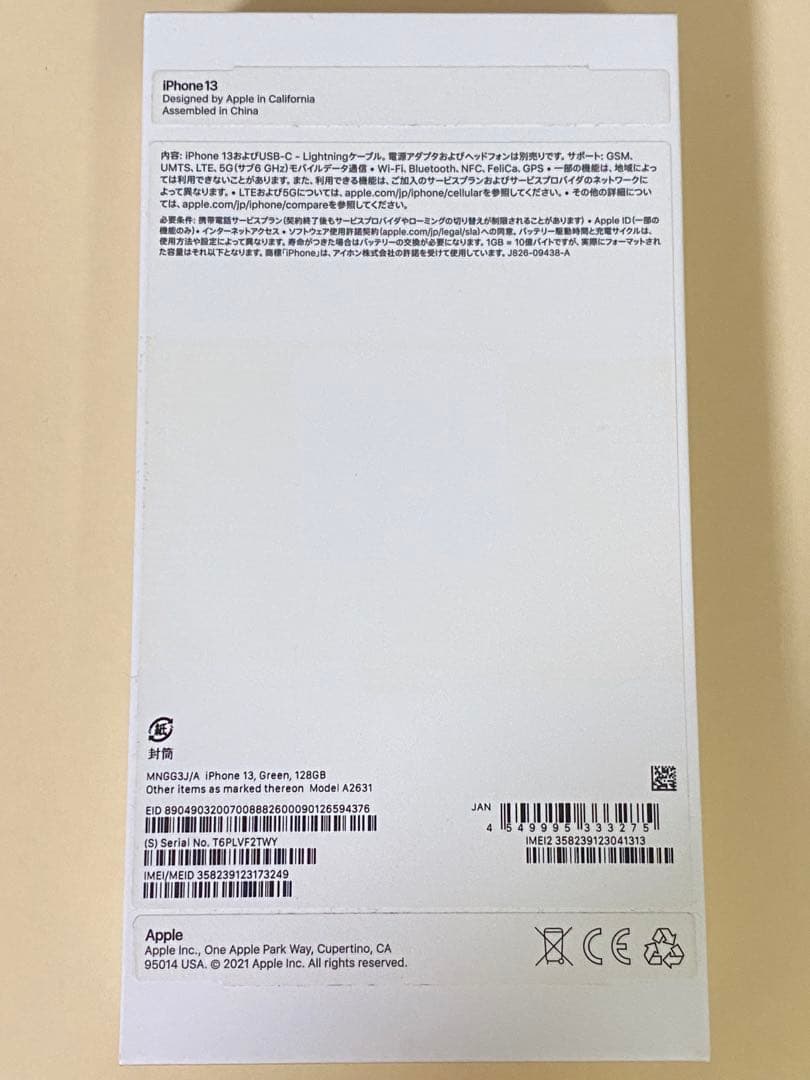 iPhone 13
Designed by Apple in California
Assembled in China
内容: iPhone 13およびUSB-C - Lightningケーブル。電源アダプタおよびヘッドフォンは別売りです。サポート: GSM、
UMTS、LTE、5G（サブ6 GHz）モバイルデータ通信 • Wi-Fi、Bluetooth、NFC、FeliCa、GPS • 一部の機能は、地域によっ
ては利用できないことがあります。また、利用できる機能は、ご加入のサービスプランおよびサービスプロバイダのネットワークに
よって異なります。• LTEおよび5Gについては、apple.com/jp/iphone/cellularを参照してください。• その他の詳細につい
ては、apple.com/jp/iphone/compareを参照してください。
必要条件: 携帯電話サービスプラン（契約終了後もサービスプロバイダやローミングの切り替えが制限されることがあります）• Apple ID（一部の
機能のみ）• インターネットアクセス • ソフトウェア使用許諾契約（apple.com/jp/legal/sla）への同意。バッテリー駆動時間と充電サイクルは、
使用方法や設定によって異なります。寿命がつきた場合はバッテリーの交換が必要になります。1GB = 10億バイトですが、実際にフォーマットされ
た容量はそれ以下となります。商標「iPhone」は、アイホン株式会社の許諾を受けて使用しています。J826-09438-A
紙
封筒
MNGG3J/A iPhone 13, Green, 128GB
Other items as marked thereon Model A2631
EID 89049032007008882600090126594376
(S) Serial No. T6PLVF2TWY
IMEI/MEID 358239123173249
JAN
4 549995 333275
IMEI2 358239123041313
Apple
Apple Inc., One Apple Park Way, Cupertino, CA
95014 USA. © 2021 Apple Inc. All rights reserved.
CE